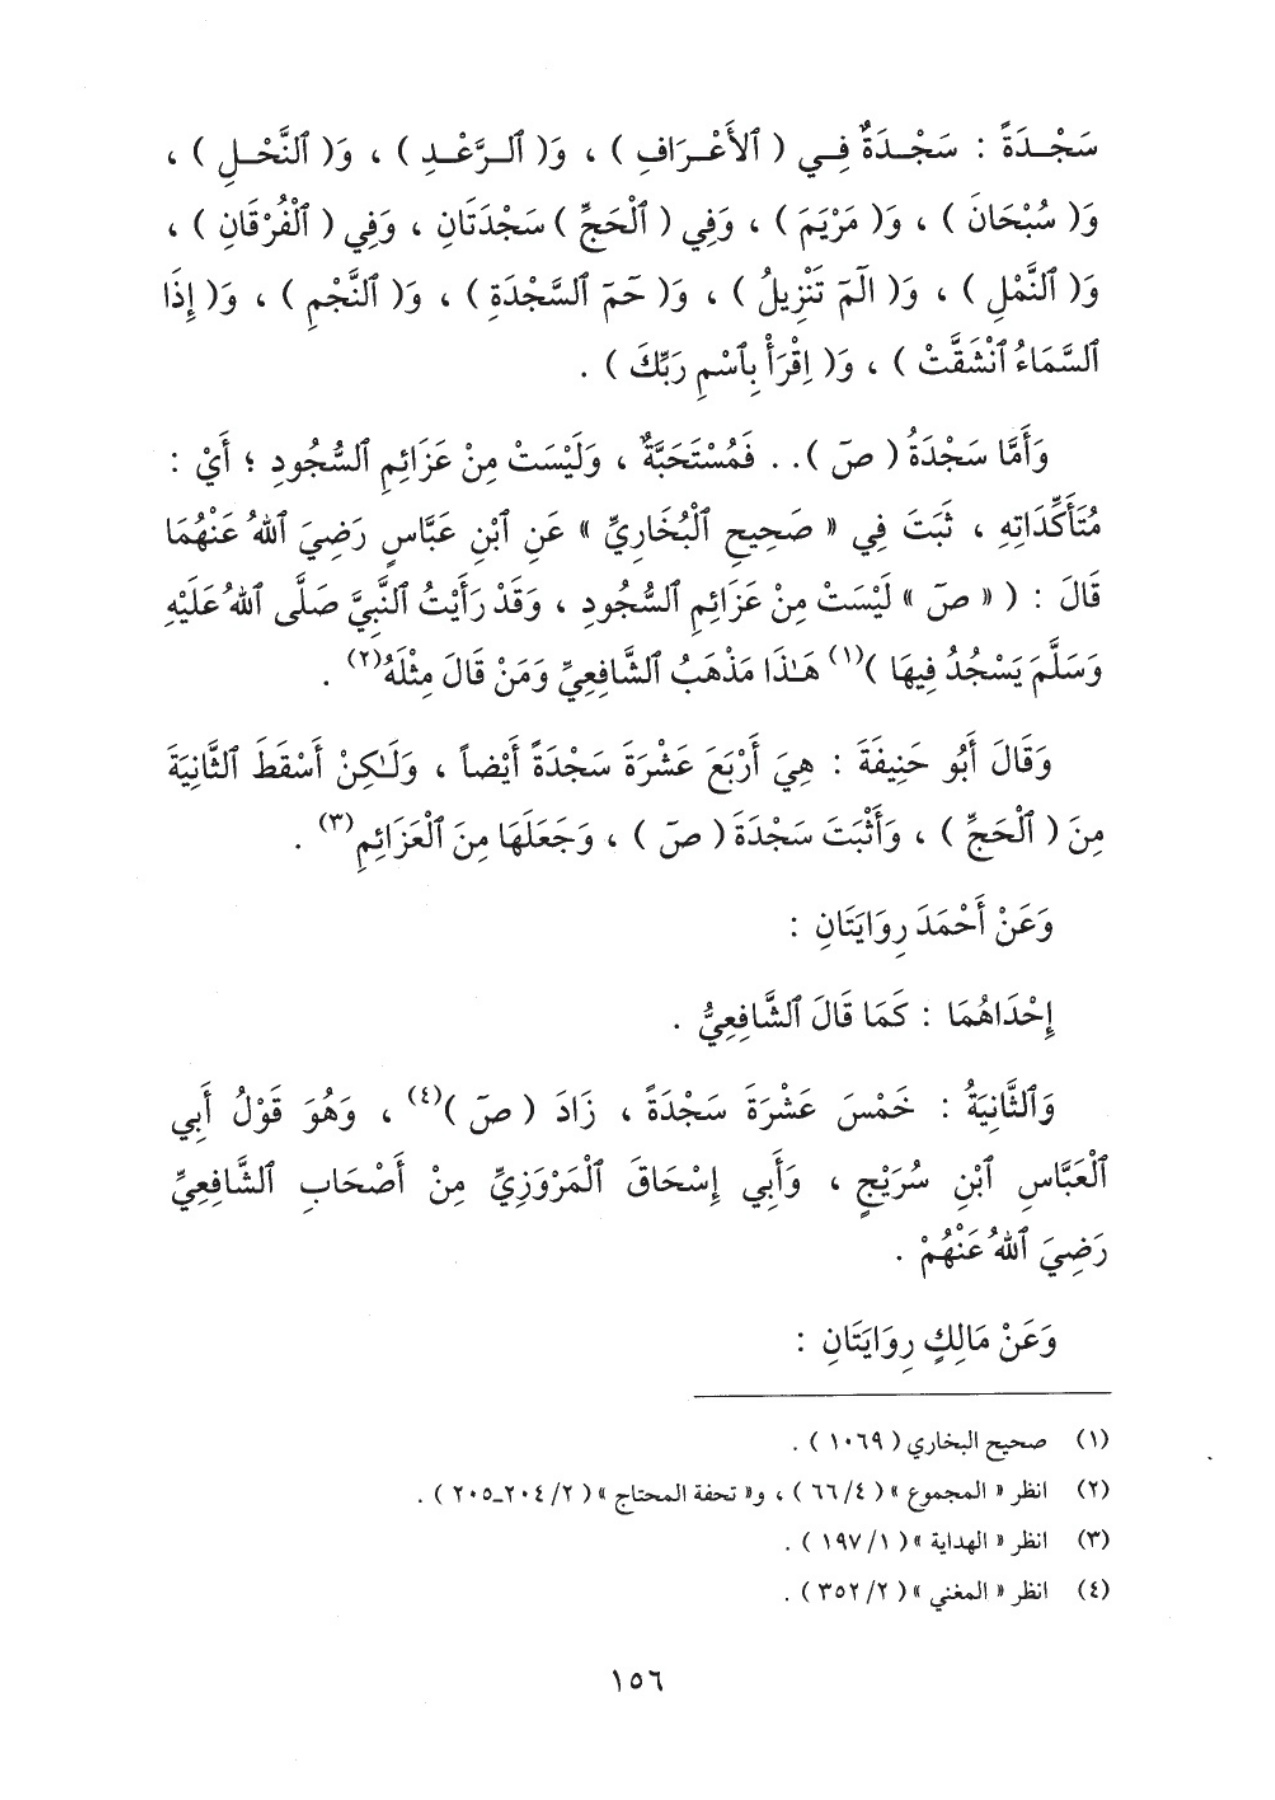 سَجْدَةً : سَجْدَةٌ فِي ( ٱلأَعْرَافِ ) ، وَ( ٱلرَّعْدِ ) ، وَ( ٱلنَّحْلِ ) ،
وَ( سُبْحَانَ ) ، وَ( مَرْيَمَ ) ، وَفِي ( ٱلْحَجِّ ) سَجْدَتَانِ ، وَفِي ( ٱلْفُرْقَانِ ) ،
وَ( ٱلنَّمْلِ ) ، وَ( الٓمٓ تَنْزِيلُ ) ، وَ( حَمٓ ٱلسَّجْدَةِ ) ، وَ( ٱلنَّجْمِ ) ، وَ( إِذَا
ٱلسَّمَاءُ ٱنْشَقَّتْ ) ، وَ( اِقْرَأْ بِٱسْمِ رَبِّكَ ) .
وَأَمَّا سَجْدَةُ ( صٓ ) . . فَمُسْتَحَبَّةٌ ، وَلَيْسَتْ مِنْ عَزَائِمِ ٱلسُّجُودِ ؛ أَيْ :
مُتَأَكِّدَاتِهِ ، ثَبَتَ فِي « صَحِيحِ ٱلْبُخَارِيِّ » عَنِ ٱبْنِ عَبَّاسٍ رَضِيَ ٱللهُ عَنْهُمَا
قَالَ : ( « صٓ » لَيْسَتْ مِنْ عَزَائِمِ ٱلسُّجُودِ ، وَقَدْ رَأَيْتُ ٱلنَّبِيَّ صَلَّى ٱللهُ عَلَيْهِ
وَسَلَّمَ يَسْجُدُ فِيهَا )(١) هَـٰذَا مَذْهَبُ ٱلشَّافِعِيِّ وَمَنْ قَالَ مِثْلَهُ(٢) .
وَقَالَ أَبُو حَنِيفَةَ : هِيَ أَرْبَعَ عَشْرَةَ سَجْدَةً أَيْضاً ، وَلَـٰكِنْ أَسْقَطَ ٱلثَّانِيَةَ
مِنَ ( ٱلْحَجِّ ) ، وَأَثْبَتَ سَجْدَةَ ( صٓ ) ، وَجَعَلَهَا مِنَ ٱلْعَزَائِمِ(٣) .
وَعَنْ أَحْمَدَ رِوَايَتَانِ :
إِحْدَاهُمَا : كَمَا قَالَ ٱلشَّافِعِيُّ .
وَٱلثَّانِيَةُ : خَمْسَ عَشْرَةَ سَجْدَةً ، زَادَ ( صٓ )(٤) ، وَهُوَ قَوْلُ أَبِي
ٱلْعَبَّاسِ ٱبْنِ سُرَيْجٍ ، وَأَبِي إِسْحَاقَ ٱلْمَرْوَزِيِّ مِنْ أَصْحَابِ ٱلشَّافِعِيِّ
رَضِيَ ٱللهُ عَنْهُمْ .
وَعَنْ مَالِكٍ رِوَايَتَانِ :
(١) صحيح البخاري ( ١٠٦٩ ) .
(٢) انظر « المجموع » ( ٤/ ٦٦ ) ، و« تحفة المحتاج » ( ٢/ ٢٠٤ـ٢٠٥ ) .
(٣) انظر « الهداية » ( ١/ ١٩٧ ) .
(٤) انظر « المغني » ( ٢/ ٣٥٢ ) .
١٥٦